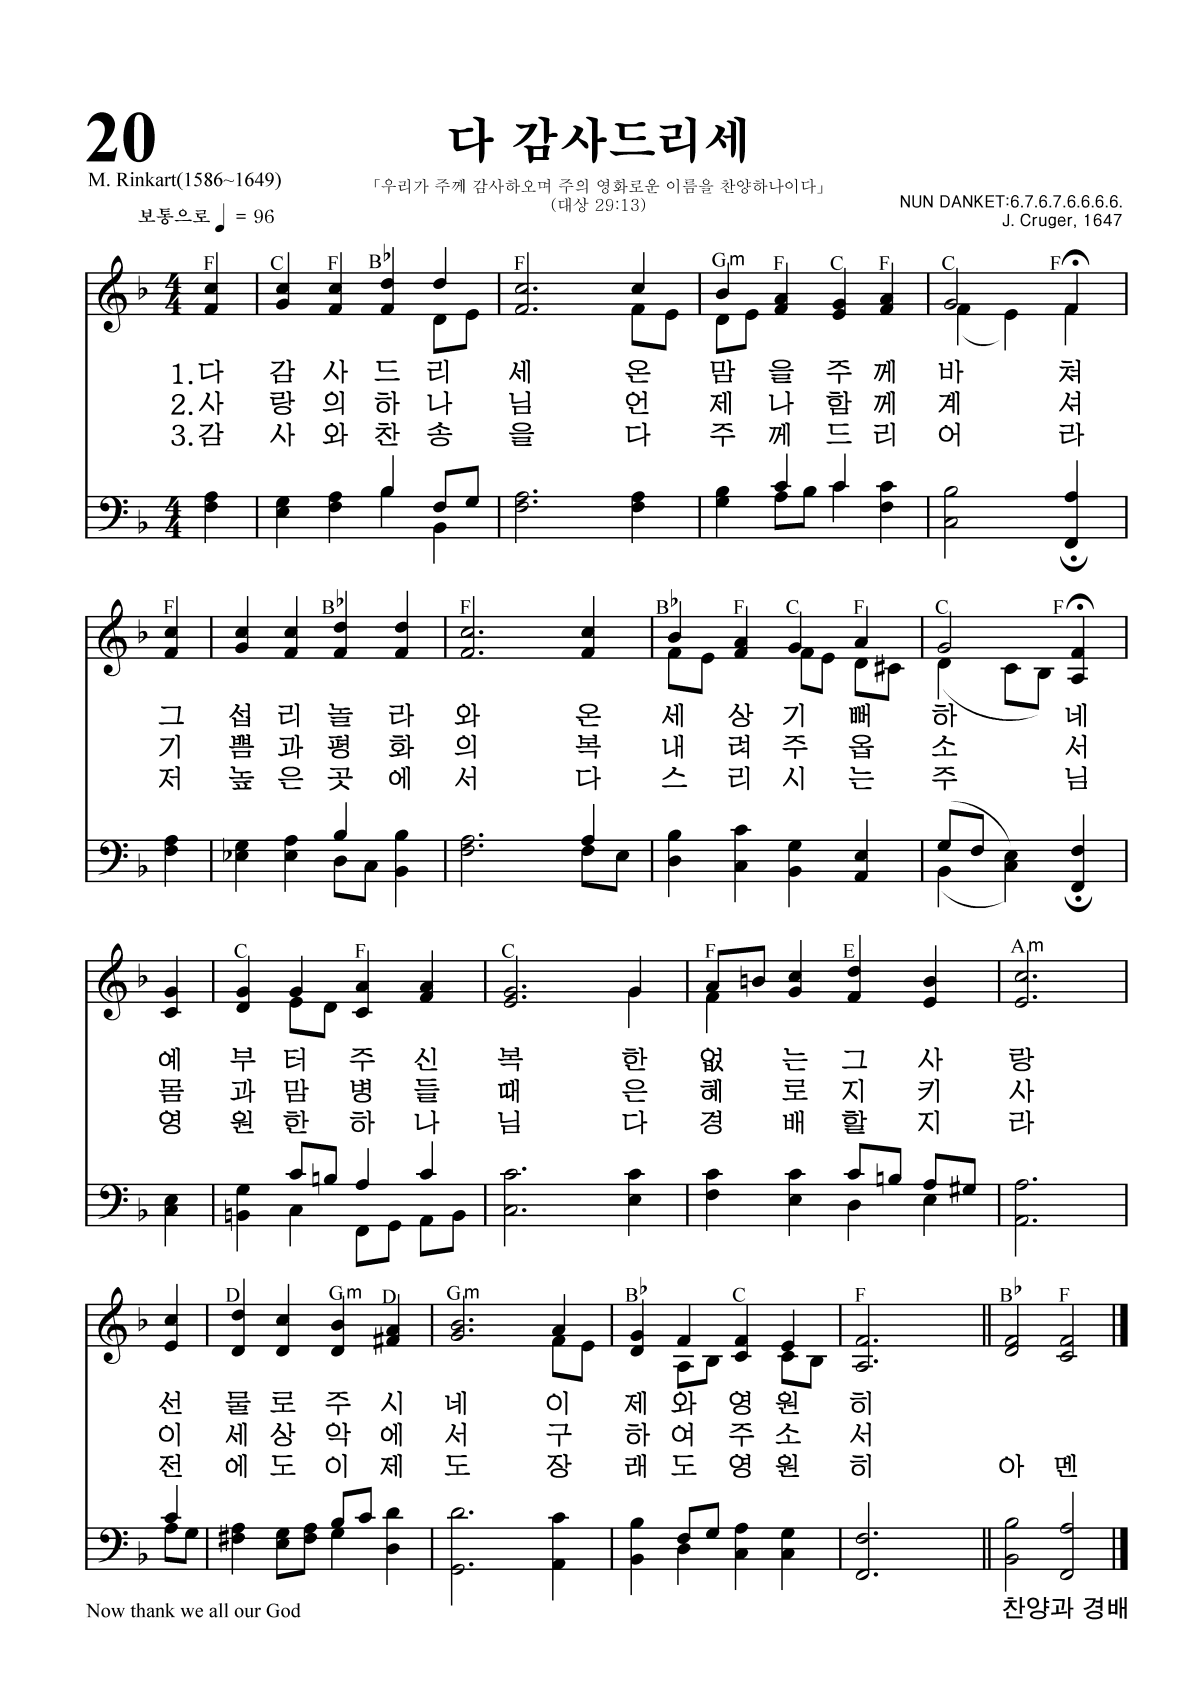 20
다 감사드리세
M. Rinkart(1586~1649)
「우리가 주께 감사하오며 주의 영화로운 이름을 찬양하나이다」
(대상 29:13)
보통으로 ♩ = 96
NUN DANKET:6.7.6.7.6.6.6.6.
J. Cruger, 1647
F C F B♭ F Gm F C F C F
1.다 감 사 드 리 세 온 맘 을 주 께 바 쳐
2.사 랑 의 하 나 님 언 제 나 함 께 계 셔
3.감 사 와 찬 송 을 다 주 께 드 리 어 라
F B♭ F B♭ F C F C F
그 섭 리 놀 라 와 온 세 상 기 뻐 하 네
기 쁨 과 평 화 의 복 내 려 주 옵 소 서
저 높 은 곳 에 서 다 스 리 시 는 주 님
C F C F E Am
예 부 터 주 신 복 한 없 는 그 사 랑
몸 과 맘 병 들 때 은 혜 로 지 키 사
영 원 한 하 나 님 다 경 배 할 지 라
D Gm D Gm B♭ C F B♭ F
선 물 로 주 시 네 이 제 와 영 원 히
이 세 상 악 에 서 구 하 여 주 소 서
전 에 도 이 제 도 장 래 도 영 원 히 아 멘
Now thank we all our God
찬양과 경배